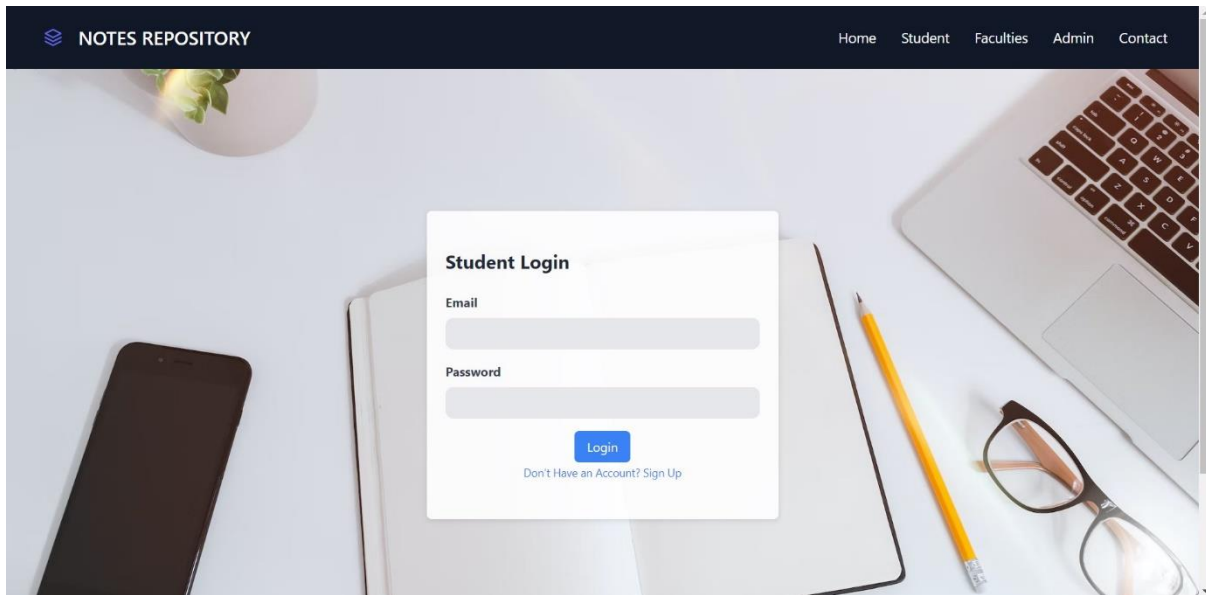 NOTES REPOSITORY
Home Student Faculties Admin Contact
Student Login
Email
Password
Login
Don't Have an Account? Sign Up